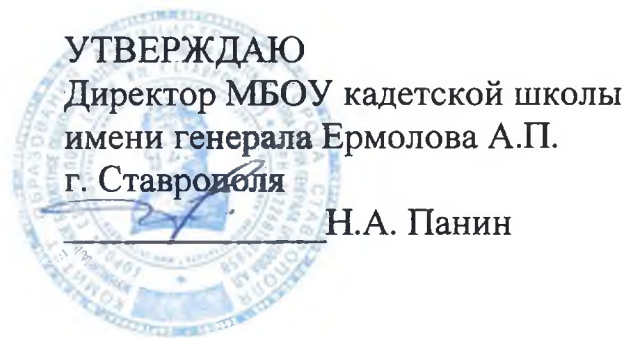 УТВЕРЖДАЮ
Директор МБОУ кадетской школы
имени генерала Ермолова А.П.
г. Ставрополя
Н.А. Панин